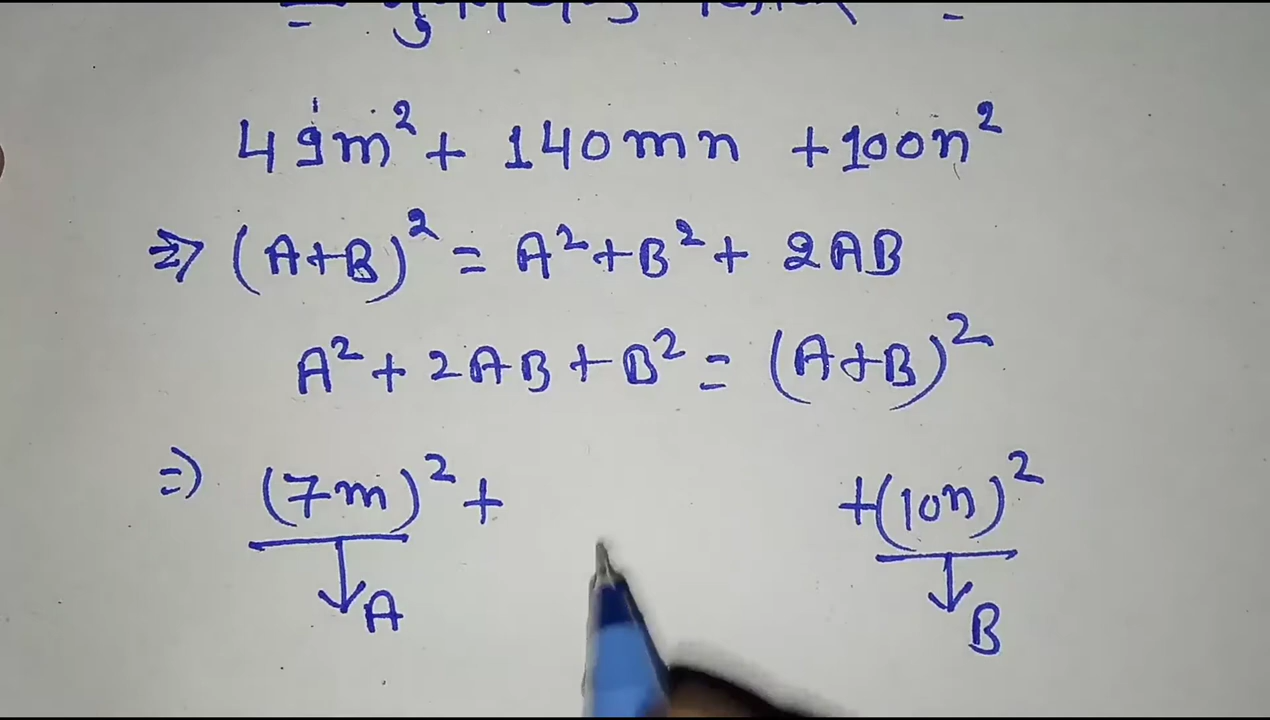 49m² + 140mn + 100n²
⇒ (A+B)² = A² + B² + 2AB
A² + 2AB + B² = (A+B)²
⇒ (7m)² + + (10n)²
A B